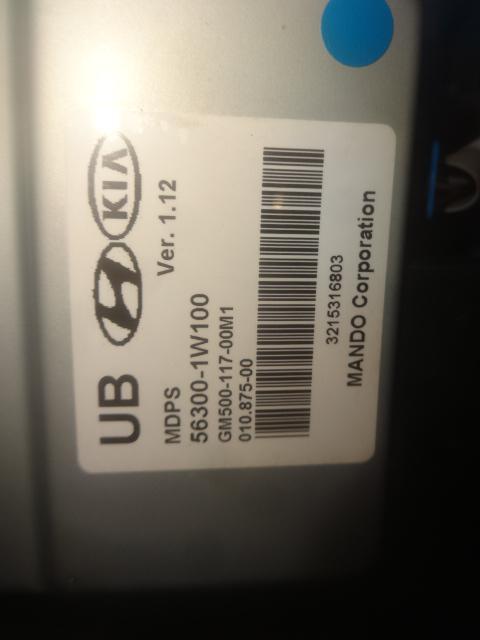 UB KIA
MDPS Ver. 1.12
56300-1W100
GM500-117-00M1
010.875-00
3215316803
MANDO Corporation